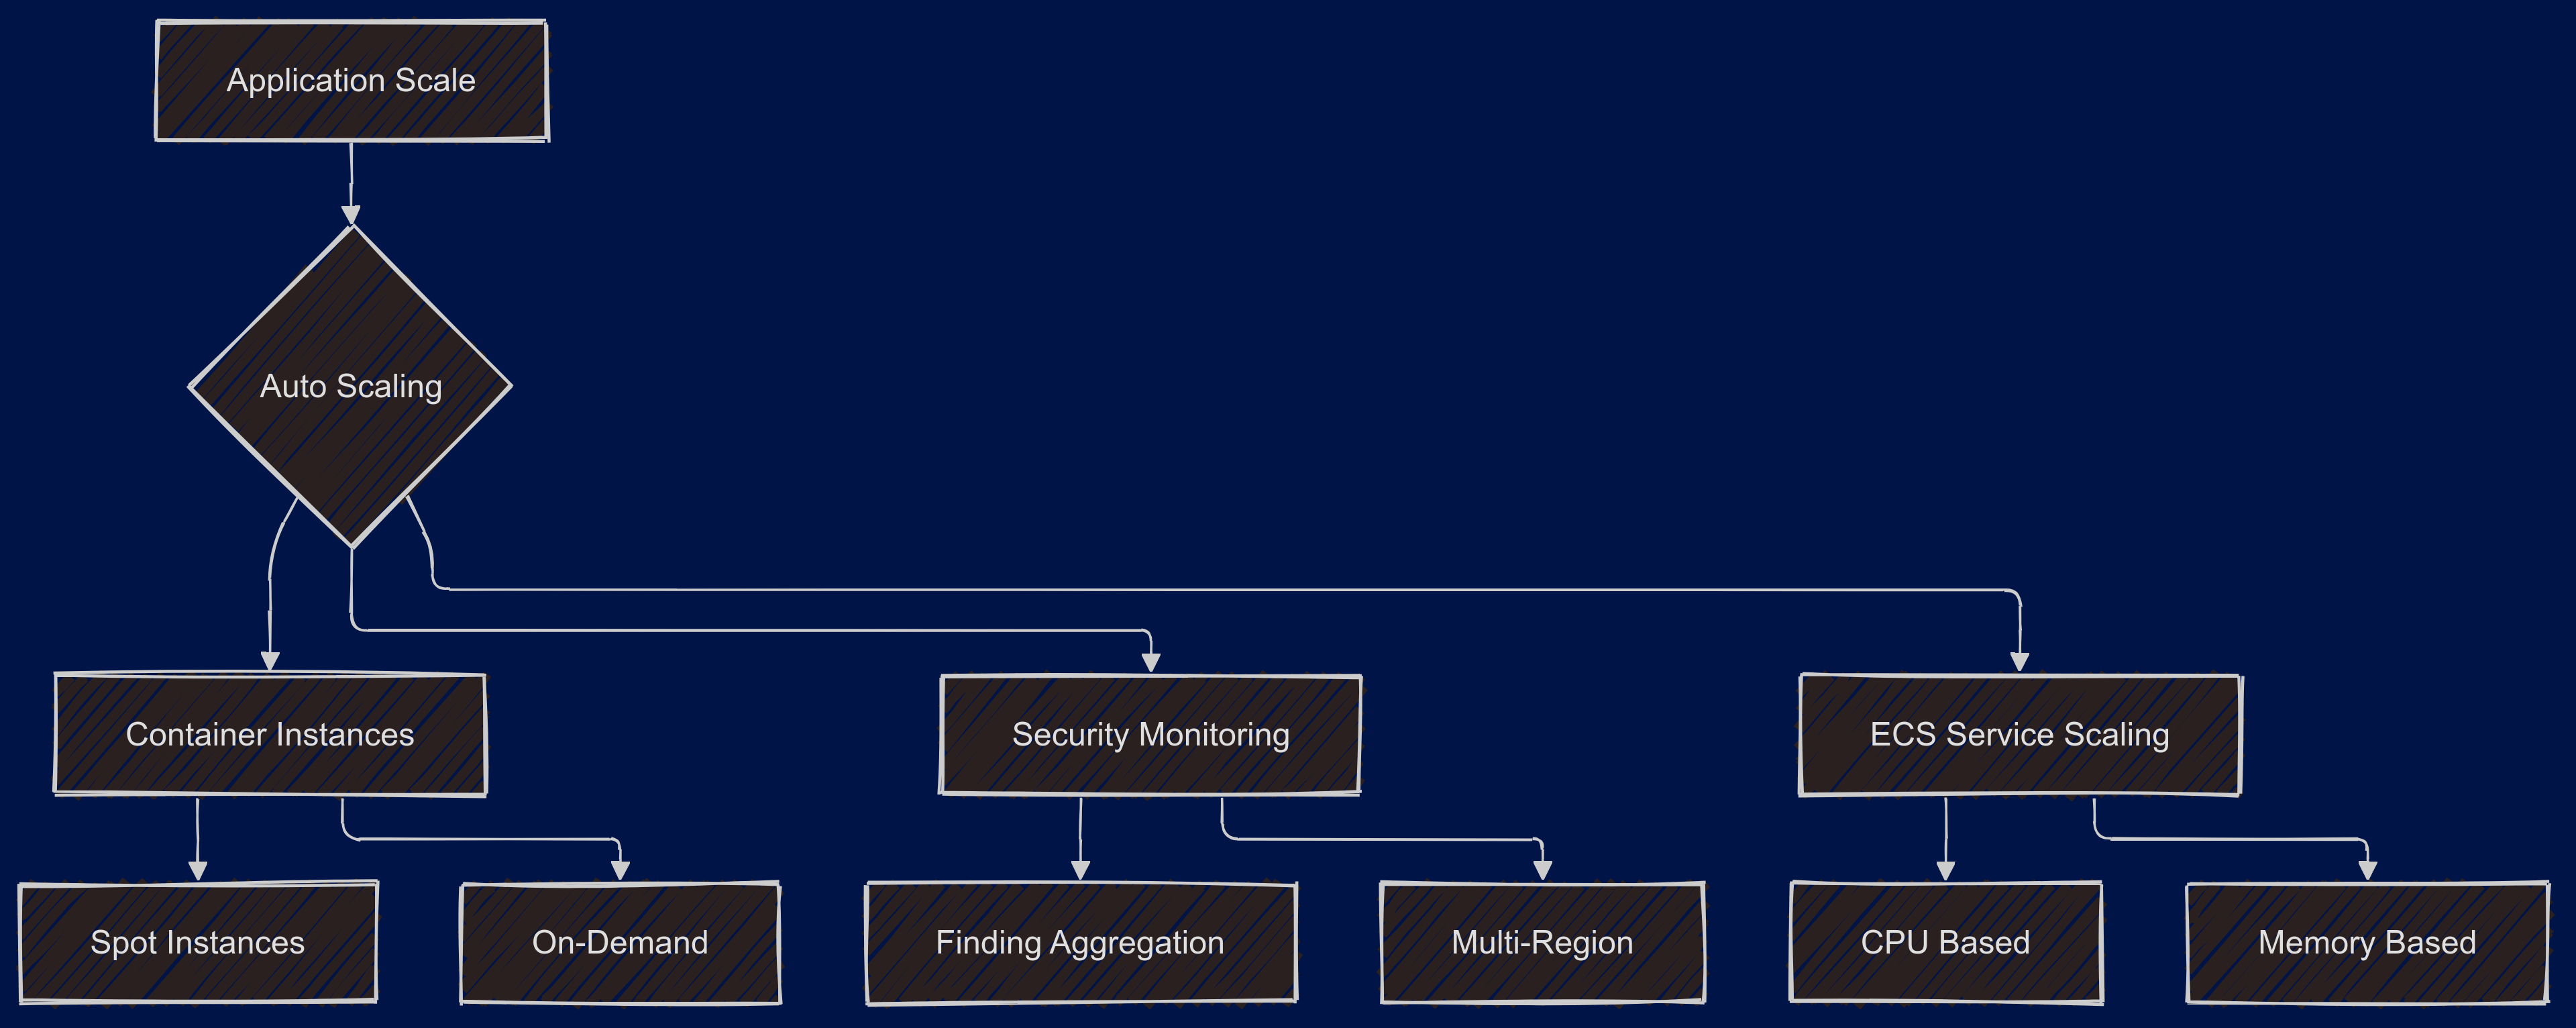 Application Scale
Auto Scaling
Container Instances
Security Monitoring
ECS Service Scaling
Spot Instances
On-Demand
Finding Aggregation
Multi-Region
CPU Based
Memory Based